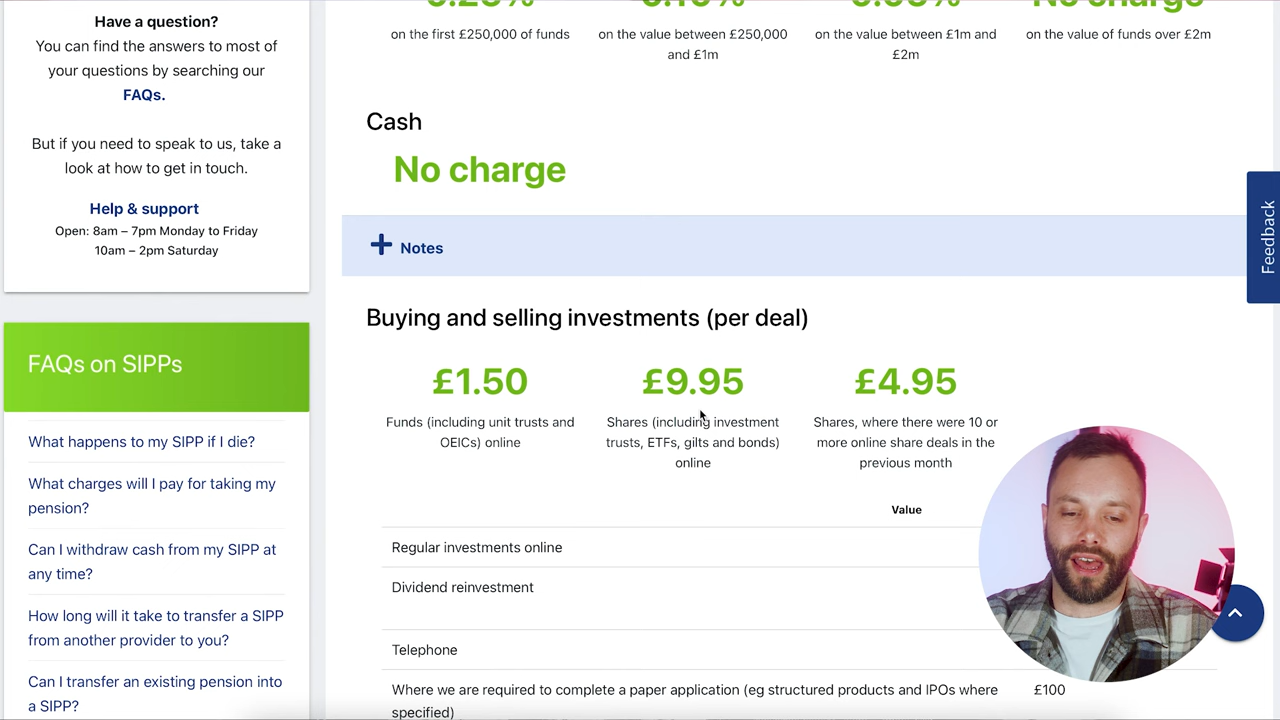 Have a question?
You can find the answers to most of
your questions by searching our
FAQs.
But if you need to speak to us, take a
look at how to get in touch.
Help & support
Open: 8am – 7pm Monday to Friday
10am – 2pm Saturday
FAQs on SIPPs
What happens to my SIPP if I die?
What charges will I pay for taking my
pension?
Can I withdraw cash from my SIPP at
any time?
How long will it take to transfer a SIPP
from another provider to you?
Can I transfer an existing pension into
a SIPP?
No charge
on the first £250,000 of funds
on the value between £250,000
and £1m
on the value between £1m and
£2m
on the value of funds over £2m
Cash
No charge
Notes
Buying and selling investments (per deal)
£1.50
Funds (including unit trusts and
OEICs) online
£9.95
Shares (including investment
trusts, ETFs, gilts and bonds)
online
£4.95
Shares, where there were 10 or
more online share deals in the
previous month
Value
Regular investments online
Dividend reinvestment
Telephone
Where we are required to complete a paper application (eg structured products and IPOs where
specified)
£100
Feedback